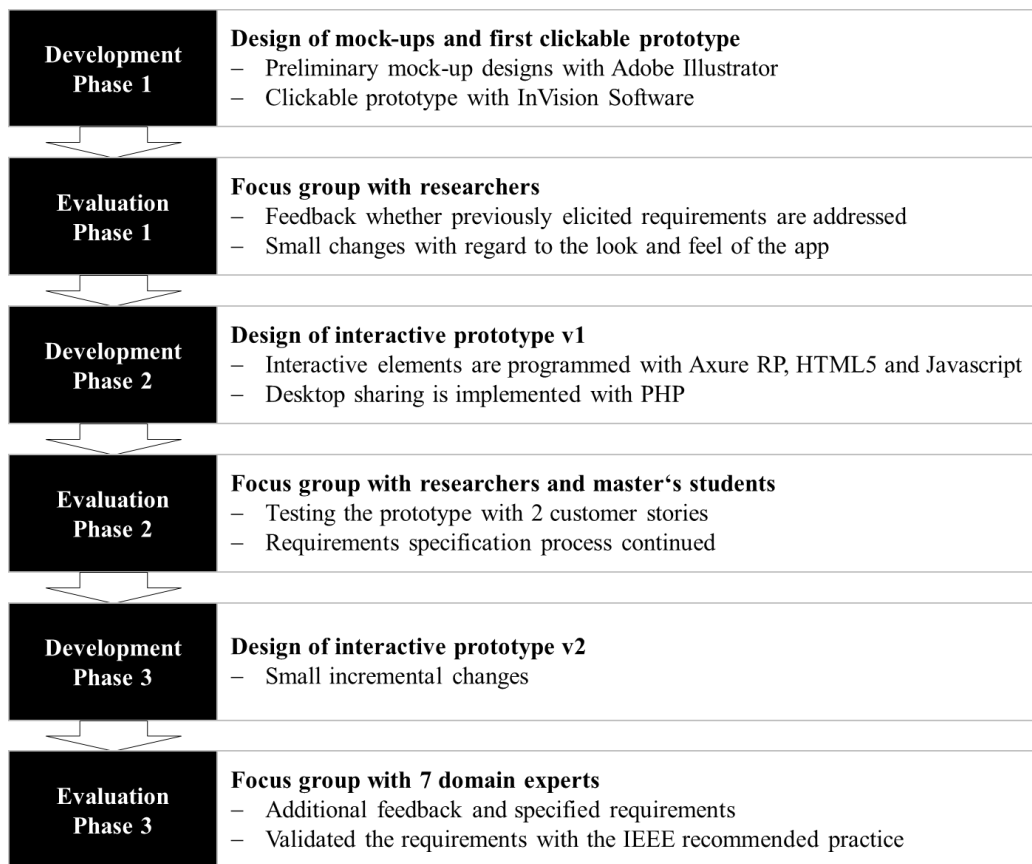 Development
Phase 1
Design of mock-ups and first clickable prototype
– Preliminary mock-up designs with Adobe Illustrator
– Clickable prototype with InVision Software
Evaluation
Phase 1
Focus group with researchers
– Feedback whether previously elicited requirements are addressed
– Small changes with regard to the look and feel of the app
Development
Phase 2
Design of interactive prototype v1
– Interactive elements are programmed with Axure RP, HTML5 and Javascript
– Desktop sharing is implemented with PHP
Evaluation
Phase 2
Focus group with researchers and master‘s students
– Testing the prototype with 2 customer stories
– Requirements specification process continued
Development
Phase 3
Design of interactive prototype v2
– Small incremental changes
Evaluation
Phase 3
Focus group with 7 domain experts
– Additional feedback and specified requirements
– Validated the requirements with the IEEE recommended practice